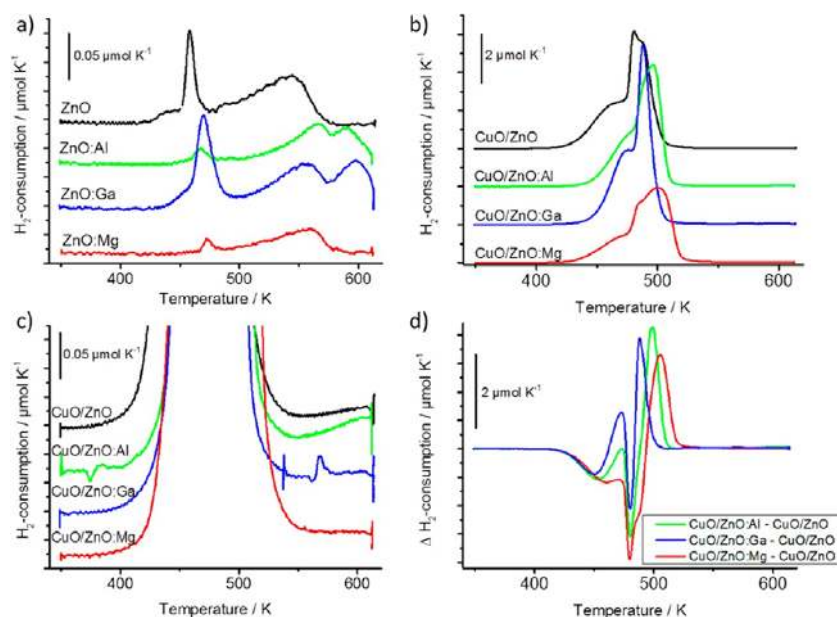 a)
0.05 µmol K⁻¹
ZnO
ZnO:Al
ZnO:Ga
ZnO:Mg
H₂-consumption / µmol K⁻¹
400 500 600
Temperature / K
b)
2 µmol K⁻¹
CuO/ZnO
CuO/ZnO:Al
CuO/ZnO:Ga
CuO/ZnO:Mg
H₂-consumption / µmol K⁻¹
400 500 600
Temperature / K
c)
0.05 µmol K⁻¹
CuO/ZnO
CuO/ZnO:Al
CuO/ZnO:Ga
CuO/ZnO:Mg
H₂-consumption / µmol K⁻¹
400 500 600
Temperature / K
d)
2 µmol K⁻¹
Δ H₂-consumption / µmol K⁻¹
CuO/ZnO:Al - CuO/ZnO
CuO/ZnO:Ga - CuO/ZnO
CuO/ZnO:Mg - CuO/ZnO
400 500 600
Temperature / K